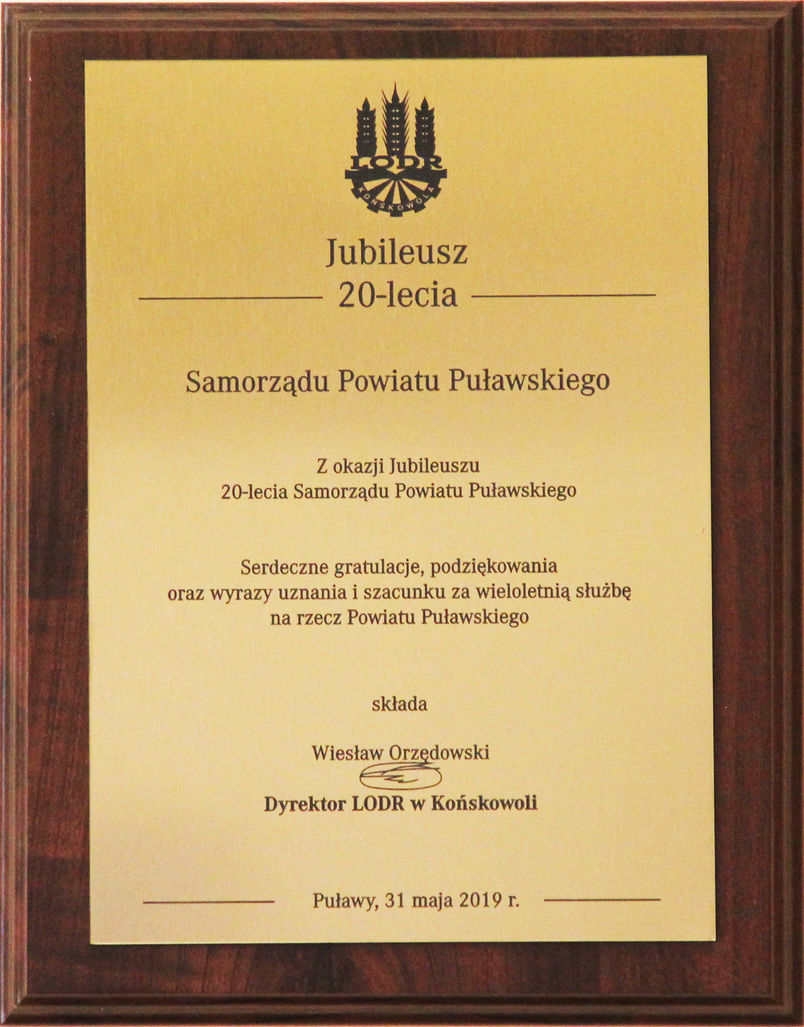 LODR
KOŃSKOWOLA
Jubileusz
20-lecia
Samorządu Powiatu Puławskiego
Z okazji Jubileuszu
20-lecia Samorządu Powiatu Puławskiego
Serdeczne gratulacje, podziękowania
oraz wyrazy uznania i szacunku za wieloletnią służbę
na rzecz Powiatu Puławskiego
składa
Wiesław Orzędowski
Dyrektor LODR w Końskowoli
Puławy, 31 maja 2019 r.